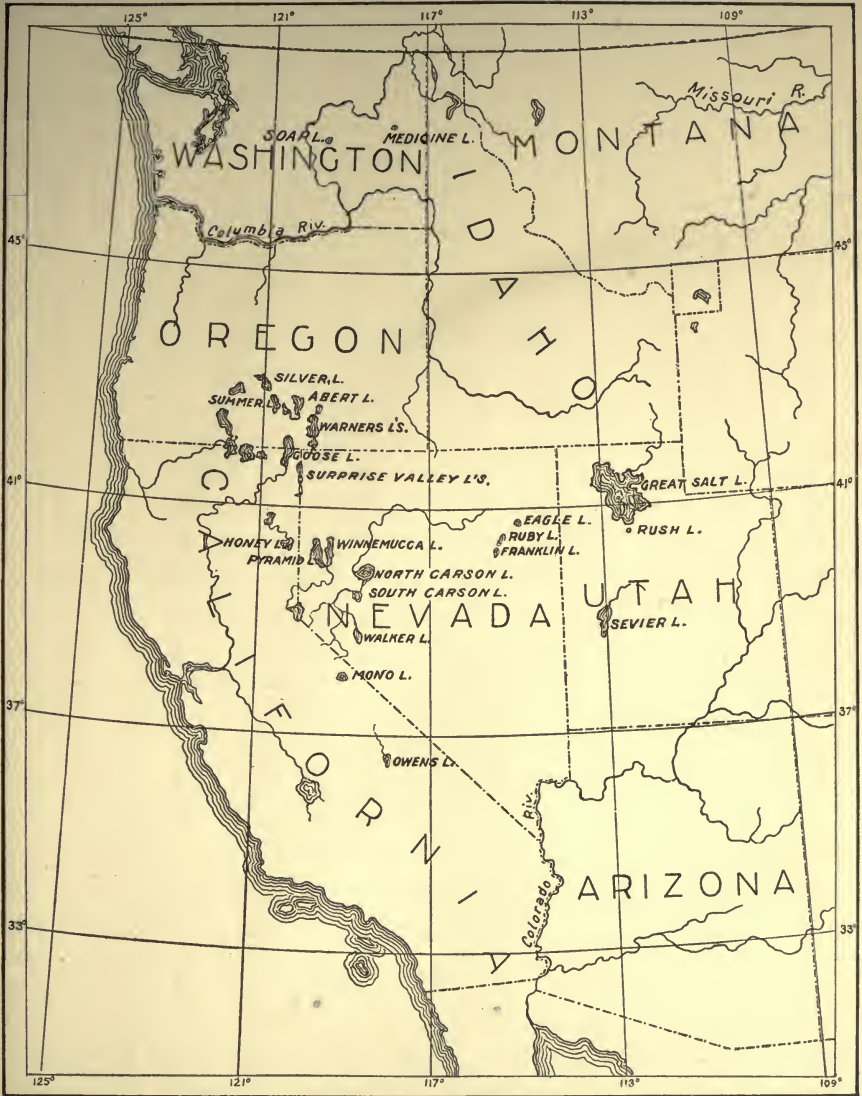 125° 121° 117° 113° 109°
Missouri R.
MONTANA
SOAP L. MEDICINE L.
WASHINGTON
IDAHO
Columbia Riv.
45° 45°
OREGON
SILVER, L.
SUMMER L. ABERT L.
WARNERS L'S.
GOOSE L.
SURPRISE VALLEY L'S.
41° GREAT SALT L. 41°
CALIFORNIA
EAGLE L.
RUSH L.
RUBY L.
HONEY L. WINNEMUCCA L.
FRANKLIN L.
PYRAMID L.
NORTH CARSON L.
SOUTH CARSON L.
NEVADA UTAH
SEVIER L.
WALKER L.
MONO L.
37° 37°
OWENS L.
Colorado Riv.
ARIZONA
33° 33°
125° 121° 117° 113° 109°